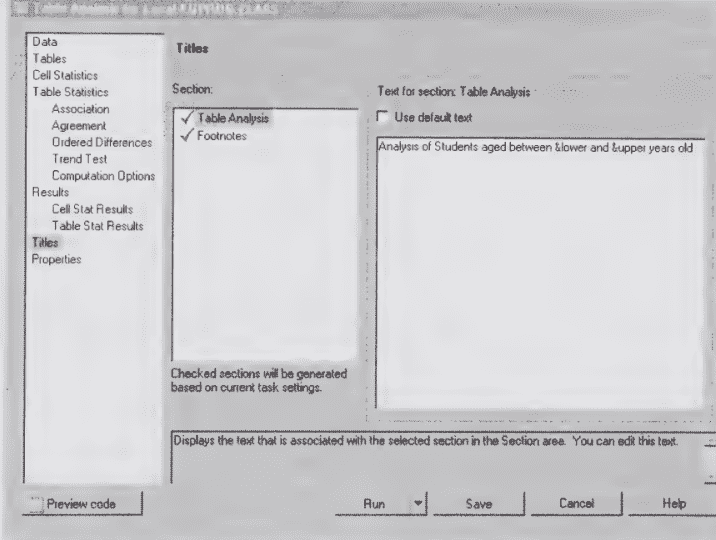 Data
Tables
Cell Statistics
Table Statistics
Association
Agreement
Ordered Differences
Trend Test
Computation Options
Results
Cell Stat Results
Table Stat Results
Titles
Properties
Titles
Section:
Table Analysis
Footnotes
Checked sections will be generated
based on current task settings.
Text for section: Table Analysis
Use default text
Analysis of Students aged between &lower and &upper years old
Displays the text that is associated with the selected section in the Section area. You can edit this text.
Preview code
Run
Save
Cancel
Help